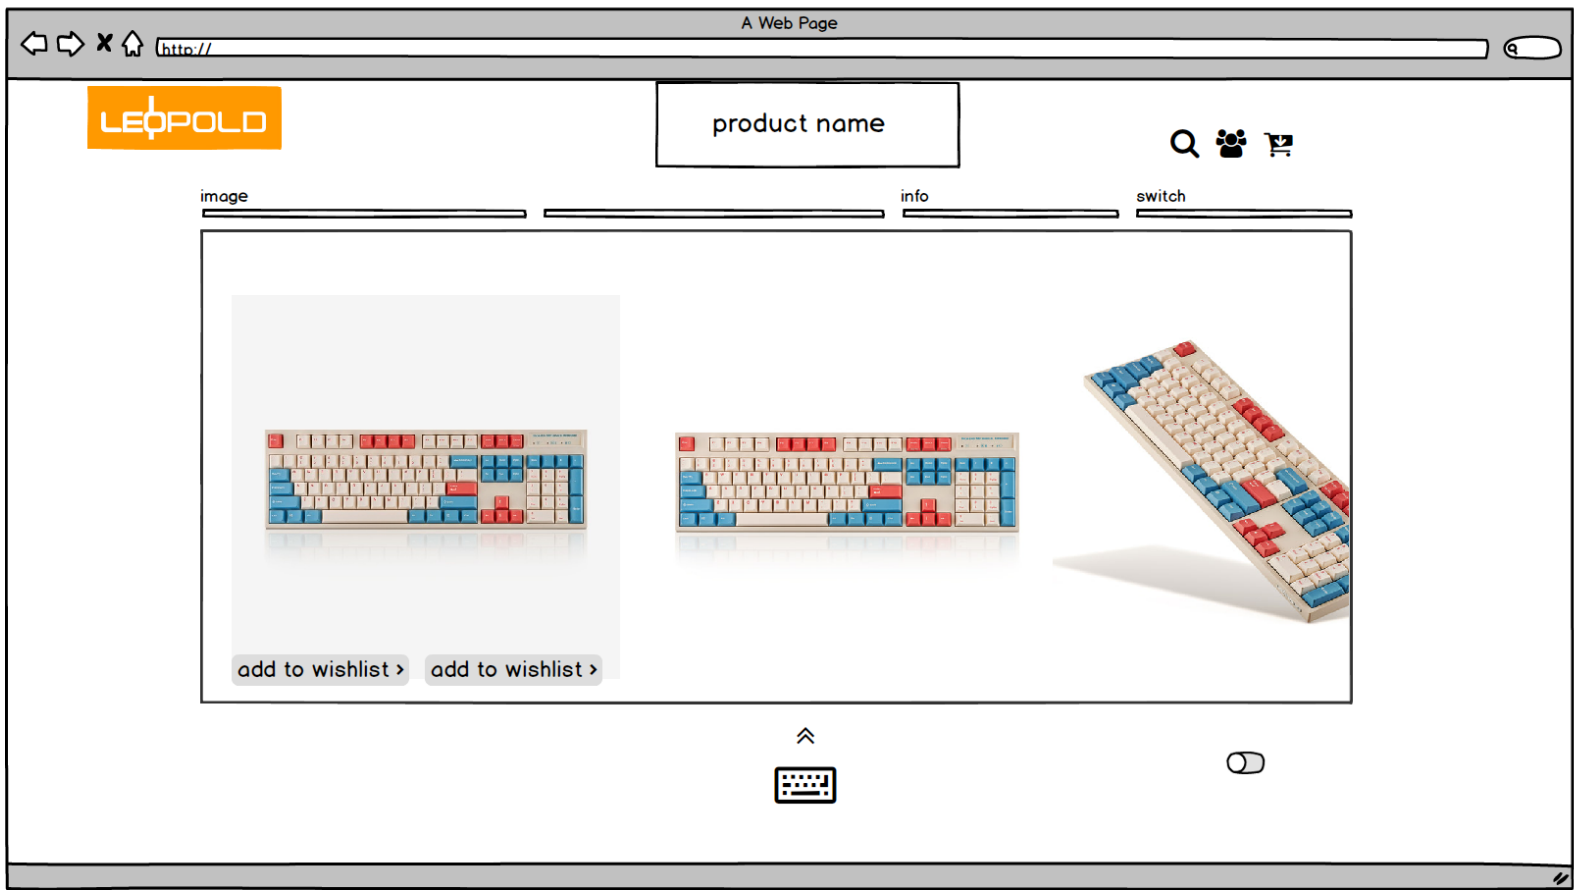 A Web Page
http://
LEOPOLD
product name
image
info
switch
add to wishlist >
add to wishlist >